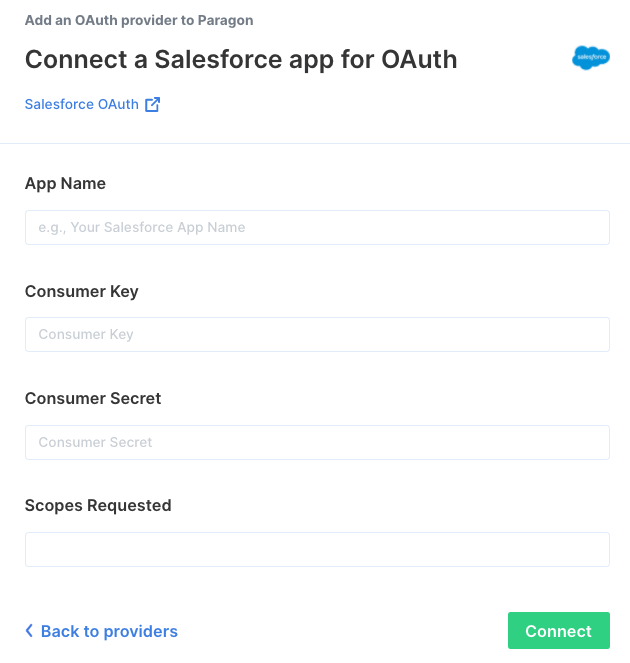 Add an OAuth provider to Paragon
Connect a Salesforce app for OAuth
salesforce
Salesforce OAuth
App Name
e.g., Your Salesforce App Name
Consumer Key
Consumer Key
Consumer Secret
Consumer Secret
Scopes Requested
Back to providers
Connect